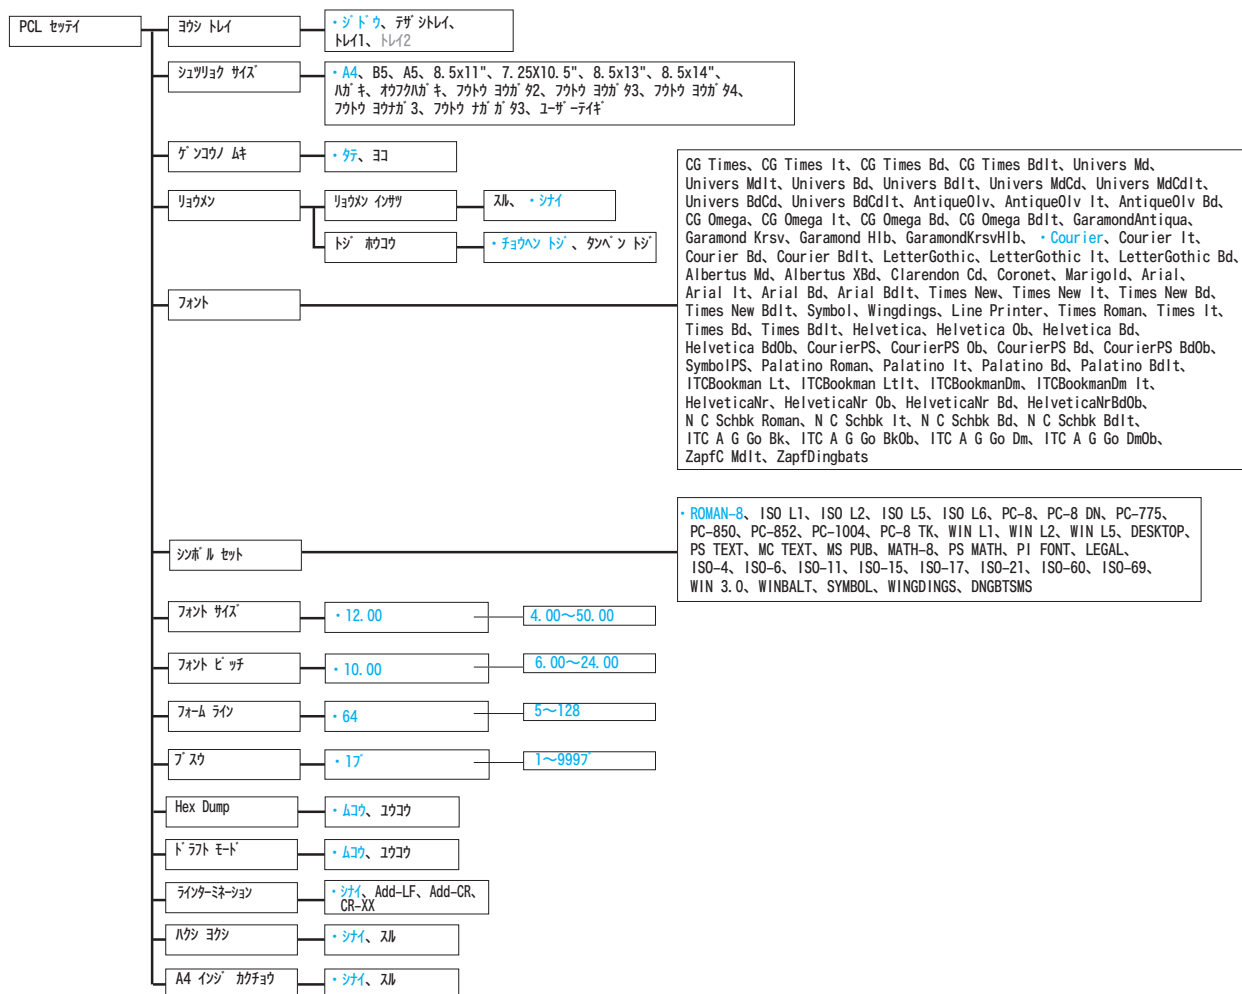 PCL ｾｯﾃｲ
ﾖｳｼ ﾄﾚｲ
・ｼﾞﾄﾞｳ、ﾃｻﾞｼﾄﾚｲ、
ﾄﾚｲ1、ﾄﾚｲ2
ｼｭﾂﾘｮｸ ｻｲｽﾞ
・A4、B5、A5、8.5x11"、7.25X10.5"、8.5x13"、8.5x14"、
ﾊｶﾞｷ、ｵｳﾌｸﾊｶﾞｷ、ﾌｳﾄｳ ﾖｳｶﾞﾀ2、ﾌｳﾄｳ ﾖｳｶﾞﾀ3、ﾌｳﾄｳ ﾖｳｶﾞﾀ4、
ﾌｳﾄｳ ﾖｳﾅｶﾞ3、ﾌｳﾄｳ ﾅｶﾞｶﾞﾀ3、ﾕｰｻﾞｰﾃｲｷﾞ
ｹﾞﾝｺｳﾉ ﾑｷ
・ﾀﾃ、ﾖｺ
ﾘｮｳﾒﾝ
ﾘｮｳﾒﾝ ｲﾝｻﾂ
ｽﾙ、・ｼﾅｲ
ﾄｼﾞ ﾎｳｺｳ
・ﾁｮｳﾍﾝ ﾄｼﾞ、ﾀﾝﾍﾟﾝ ﾄｼﾞ
ﾌｫﾝﾄ
CG Times、CG Times It、CG Times Bd、CG Times BdIt、Univers Md、
Univers MdIt、Univers Bd、Univers BdIt、Univers MdCd、Univers MdCdIt、
Univers BdCd、Univers BdCdIt、AntiqueOlv、AntiqueOlv It、AntiqueOlv Bd、
CG Omega、CG Omega It、CG Omega Bd、CG Omega BdIt、GaramondAntiqua、
Garamond Krsv、Garamond Hlb、GaramondKrsvHlb、・Courier、Courier It、
Courier Bd、Courier BdIt、LetterGothic、LetterGothic It、LetterGothic Bd、
Albertus Md、Albertus XBd、Clarendon Cd、Coronet、Marigold、Arial、
Arial It、Arial Bd、Arial BdIt、Times New、Times New It、Times New Bd、
Times New BdIt、Symbol、Wingdings、Line Printer、Times Roman、Times It、
Times Bd、Times BdIt、Helvetica、Helvetica Ob、Helvetica Bd、
Helvetica BdOb、CourierPS、CourierPS Ob、CourierPS Bd、CourierPS BdOb、
SymbolPS、Palatino Roman、Palatino It、Palatino Bd、Palatino BdIt、
ITCBookman Lt、ITCBookman LtIt、ITCBookmanDm、ITCBookmanDm It、
HelveticaNr、HelveticaNr Ob、HelveticaNr Bd、HelveticaNrBdOb、
N C Schbk Roman、N C Schbk It、N C Schbk Bd、N C Schbk BdIt、
ITC A G Go Bk、ITC A G Go BkOb、ITC A G Go Dm、ITC A G Go DmOb、
ZapfC MdIt、ZapfDingbats
ｼﾝﾎﾞﾙ ｾｯﾄ
・ROMAN-8、ISO L1、ISO L2、ISO L5、ISO L6、PC-8、PC-8 DN、PC-775、
PC-850、PC-852、PC-1004、PC-8 TK、WIN L1、WIN L2、WIN L5、DESKTOP、
PS TEXT、MC TEXT、MS PUB、MATH-8、PS MATH、PI FONT、LEGAL、
ISO-4、ISO-6、ISO-11、ISO-15、ISO-17、ISO-21、ISO-60、ISO-69、
WIN 3.0、WINBALT、SYMBOL、WINGDINGS、DNGBTSMS
ﾌｫﾝﾄ ｻｲｽﾞ
・12.00
4.00～50.00
ﾌｫﾝﾄ ﾋﾟｯﾁ
・10.00
6.00～24.00
ﾌｫｰﾑ ﾗｲﾝ
・64
5～128
ﾌﾞｽｳ
・1ﾌﾞ
1～999ﾌﾞ
Hex Dump
・ﾑｺｳ、ﾕｳｺｳ
ﾄﾞﾗﾌﾄ ﾓｰﾄﾞ
・ﾑｺｳ、ﾕｳｺｳ
ﾗｲﾝﾀｰﾐﾈｰｼｮﾝ
・ｼﾅｲ、Add-LF、Add-CR、
CR-XX
ﾊｸｼ ﾖｸｼ
・ｼﾅｲ、ｽﾙ
A4 ｲﾝｼﾞ ｶｸﾁｮｳ
・ｼﾅｲ、ｽﾙ